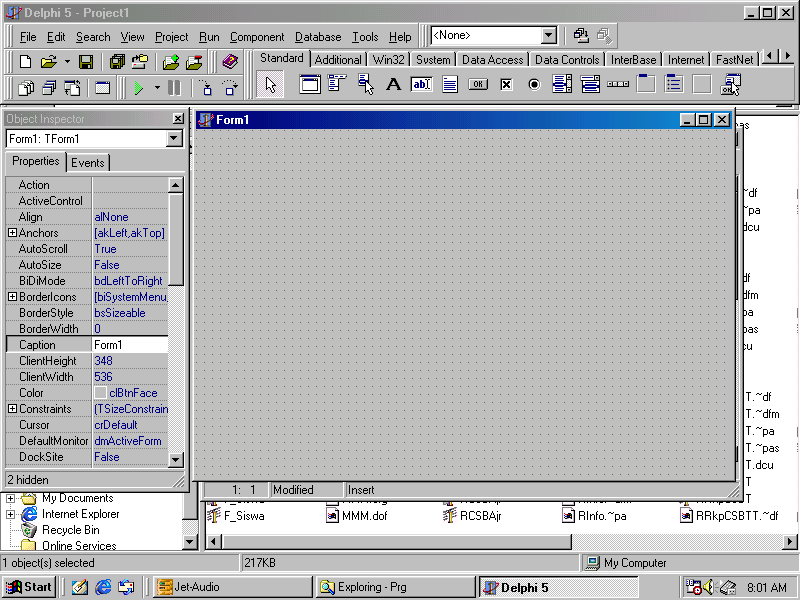 Delphi 5 - Project1
File Edit Search View Project Run Component Database Tools Help <None>
Standard Additional Win32 System Data Access Data Controls InterBase Internet FastNet
Object Inspector
Form1: TForm1
Properties Events
Action
ActiveControl
Align alNone
Anchors [akLeft,akTop]
AutoScroll True
AutoSize False
BiDiMode bdLeftToRight
BorderIcons [biSystemMenu,
BorderStyle bsSizeable
BorderWidth 0
Caption Form1
ClientHeight 348
ClientWidth 536
Color clBtnFace
Constraints (TSizeConstrain
Cursor crDefault
DefaultMonitor dmActiveForm
DockSite False
2 hidden
Form1
as
~df
~pa
dcu
df
dfm
pa
pas
cu
T.~df
T.~dfm
T.~pa
T.~pas
T.dcu
T
T
1: 1 Modified Insert
My Documents
Internet Explorer
Recycle Bin
Online Services
F_Siswa MMM.dof RCSBAjr RInfo.~pa RRkpCSBTT.~df
1 object(s) selected 217KB My Computer
Start Jet-Audio Exploring - Prg Delphi 5 8:01 AM